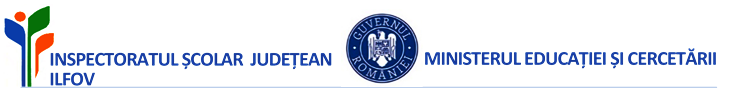 INSPECTORATUL ȘCOLAR JUDEȚEAN
ILFOV
GUVERNUL
ROMÂNIEI
MINISTERUL EDUCAȚIEI ȘI CERCETĂRII